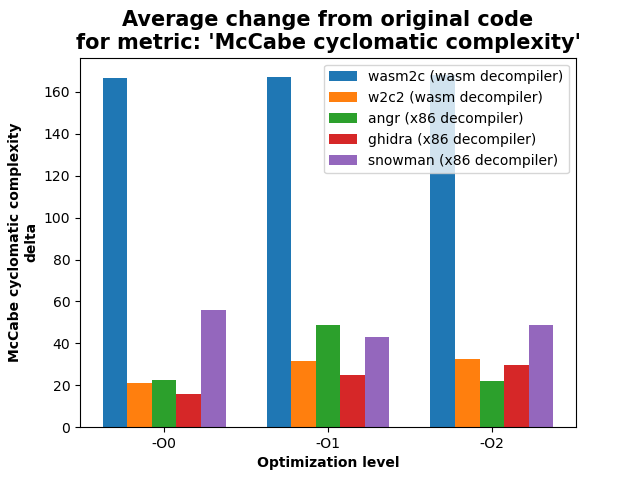 Average change from original code
for metric: 'McCabe cyclomatic complexity'
McCabe cyclomatic complexity
delta
160
140
120
100
80
60
40
20
0
wasm2c (wasm decompiler)
w2c2 (wasm decompiler)
angr (x86 decompiler)
ghidra (x86 decompiler)
snowman (x86 decompiler)
-O0
-O1
-O2
Optimization level